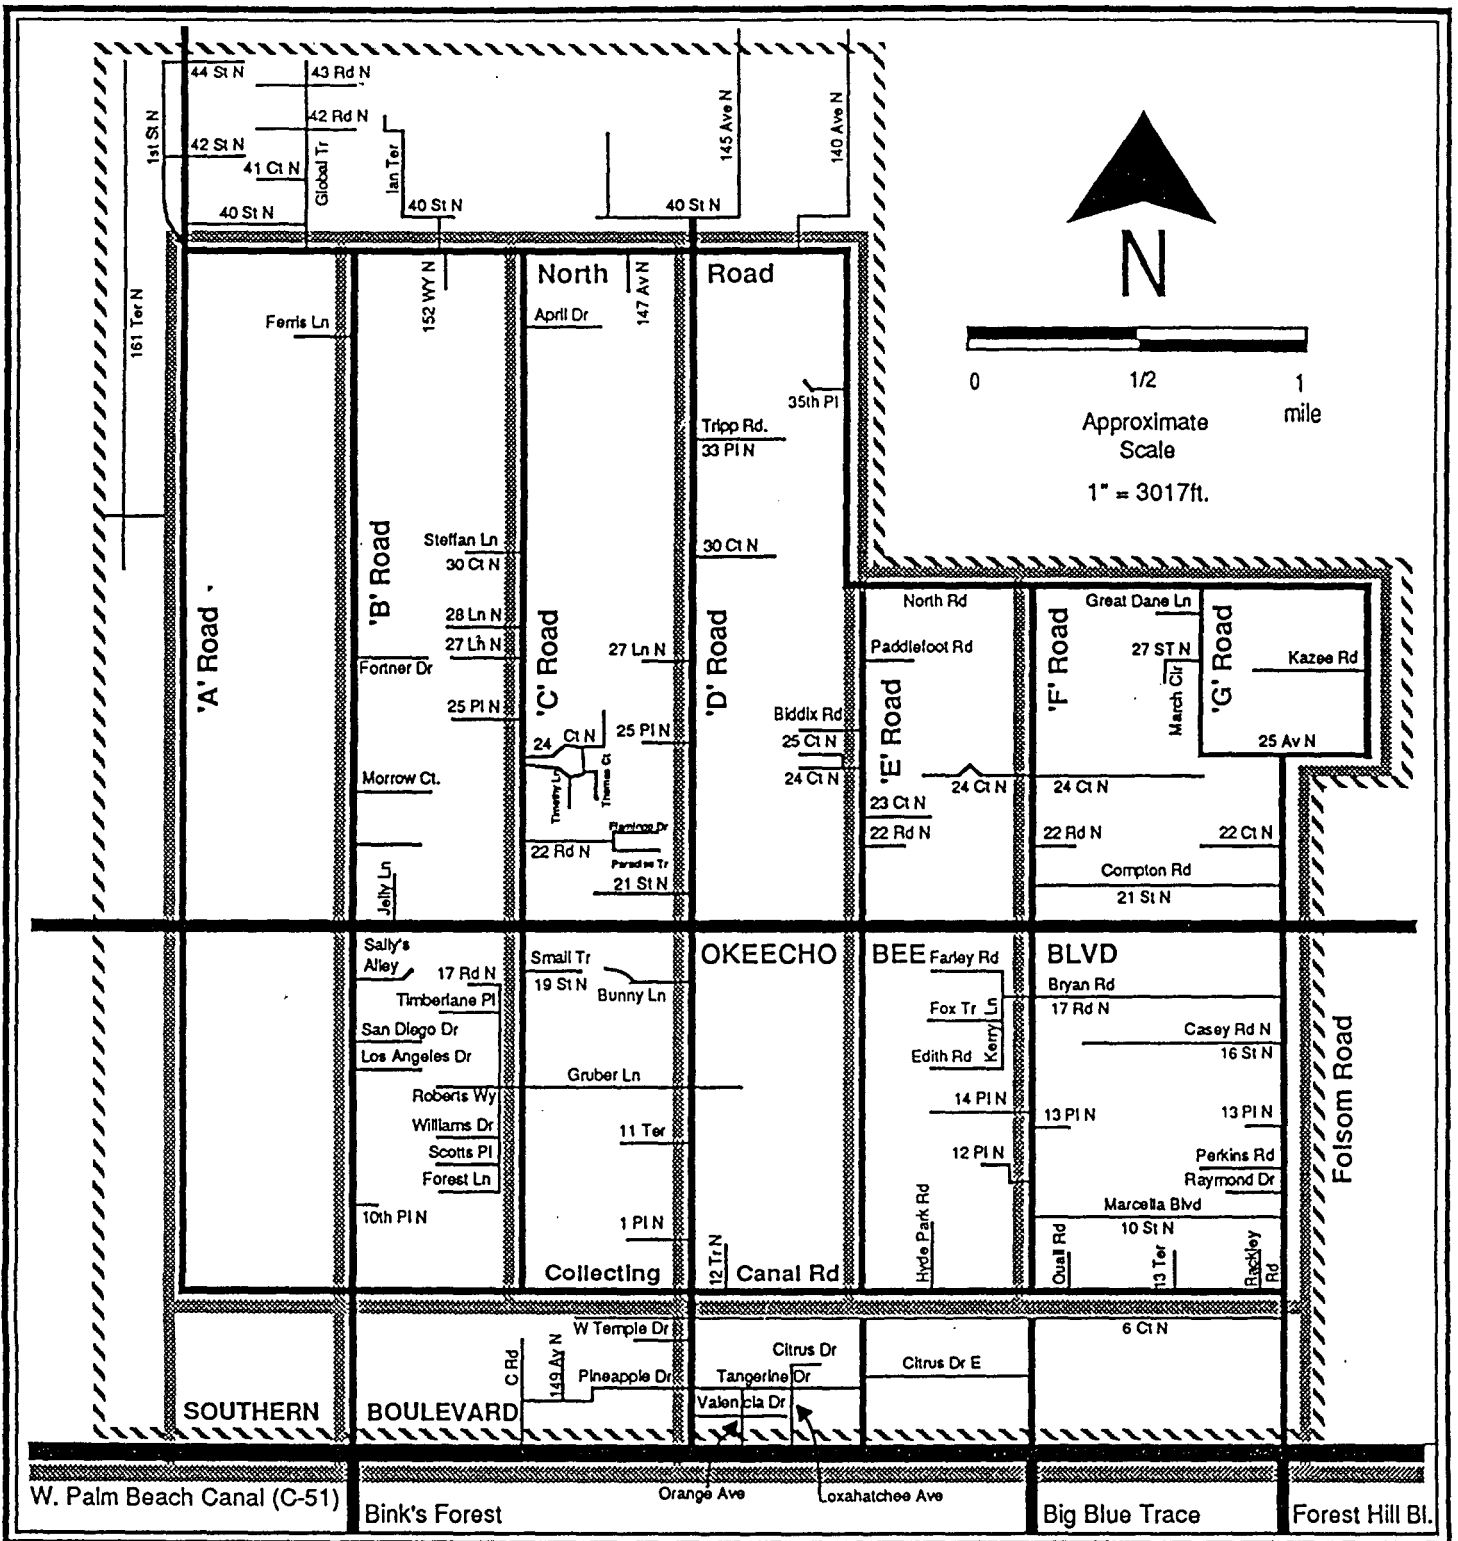 44 St N
43 Rd N
1st St N
42 Rd N
42 St N
41 Ct N
Global Tr
Ian Ter
145 Ave N
140 Ave N
40 St N
40 St N
40 St N
N
161 Ter N
152 WY N
North Road
147 Av N
Ferris Ln
April Dr
0 1/2 1
mile
Approximate
Scale
1" = 3017ft.
35th Pl
Tripp Rd.
33 Pl N
Steffan Ln
30 Ct N
30 Ct N
'A' Road
'B' Road
'C' Road
'D' Road
'E' Road
'F' Road
'G' Road
North Rd
Great Dane Ln
28 Ln N
27 Ln N
27 Ln N
Fortner Dr
Paddlefoot Rd
27 ST N
March Cir
Kazee Rd
25 Pl N
25 Pl N
24 Ct N
Timothy Ln
Thomas Ct
Biddix Rd
25 Ct N
24 Ct N
25 Av N
24 Ct N
24 Ct N
Morrow Ct.
23 Ct N
22 Rd N
22 Rd N
22 Ct N
Flamingo Dr
22 Rd N
Paradise Tr
21 St N
Jelly Ln
Compton Rd
21 St N
OKEECHO BEE BLVD
Sally's
Alley
17 Rd N
Small Tr
19 St N
Bunny Ln
Farley Rd
Bryan Rd
17 Rd N
Timberlane Pl
Fox Tr
Kerry Ln
San Diego Dr
Los Angeles Dr
Edith Rd
Casey Rd N
16 St N
Folsom Road
Gruber Ln
Roberts Wy
Williams Dr
11 Ter
14 Pl N
13 Pl N
13 Pl N
Scotts Pl
12 Pl N
Perkins Rd
Forest Ln
Raymond Dr
10th Pl N
1 Pl N
Marcella Blvd
10 St N
12 Tr N
Hyde Park Rd
Quail Rd
13 Ter
Rackley
Rd
Collecting Canal Rd
W Temple Dr
6 Ct N
C Rd
149 Av N
Citrus Dr
Citrus Dr E
Pineapple Dr
Tangerine Dr
Valencia Dr
SOUTHERN BOULEVARD
Orange Ave
Loxahatchee Ave
W. Palm Beach Canal (C-51)
Bink's Forest
Big Blue Trace
Forest Hill Bl.